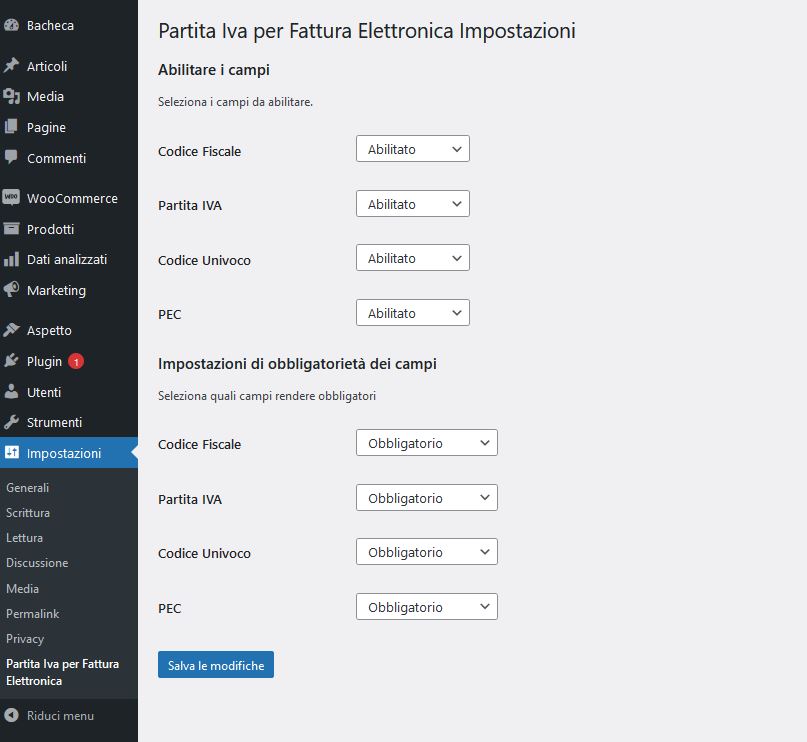 Bacheca
Articoli
Media
Pagine
Commenti
WOO
WooCommerce
Prodotti
Dati analizzati
Marketing
Aspetto
Plugin 1
Utenti
Strumenti
Impostazioni
Generali
Scrittura
Lettura
Discussione
Media
Permalink
Privacy
Partita Iva per Fattura
Elettronica
Riduci menu
Partita Iva per Fattura Elettronica Impostazioni
Abilitare i campi
Seleziona i campi da abilitare.
Codice Fiscale Abilitato
Partita IVA Abilitato
Codice Univoco Abilitato
PEC Abilitato
Impostazioni di obbligatorietà dei campi
Seleziona quali campi rendere obbligatori
Codice Fiscale Obbligatorio
Partita IVA Obbligatorio
Codice Univoco Obbligatorio
PEC Obbligatorio
Salva le modifiche